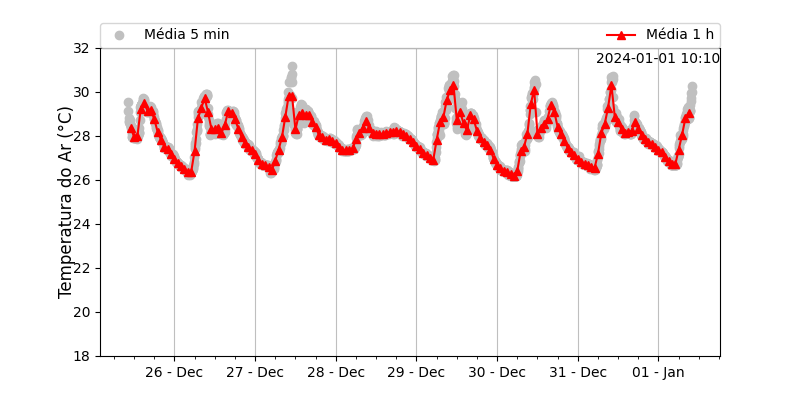 Média 5 min
Média 1 h
2024-01-01 10:10
Temperatura do Ar (°C)
32
30
28
26
24
22
20
18
26 - Dec
27 - Dec
28 - Dec
29 - Dec
30 - Dec
31 - Dec
01 - Jan